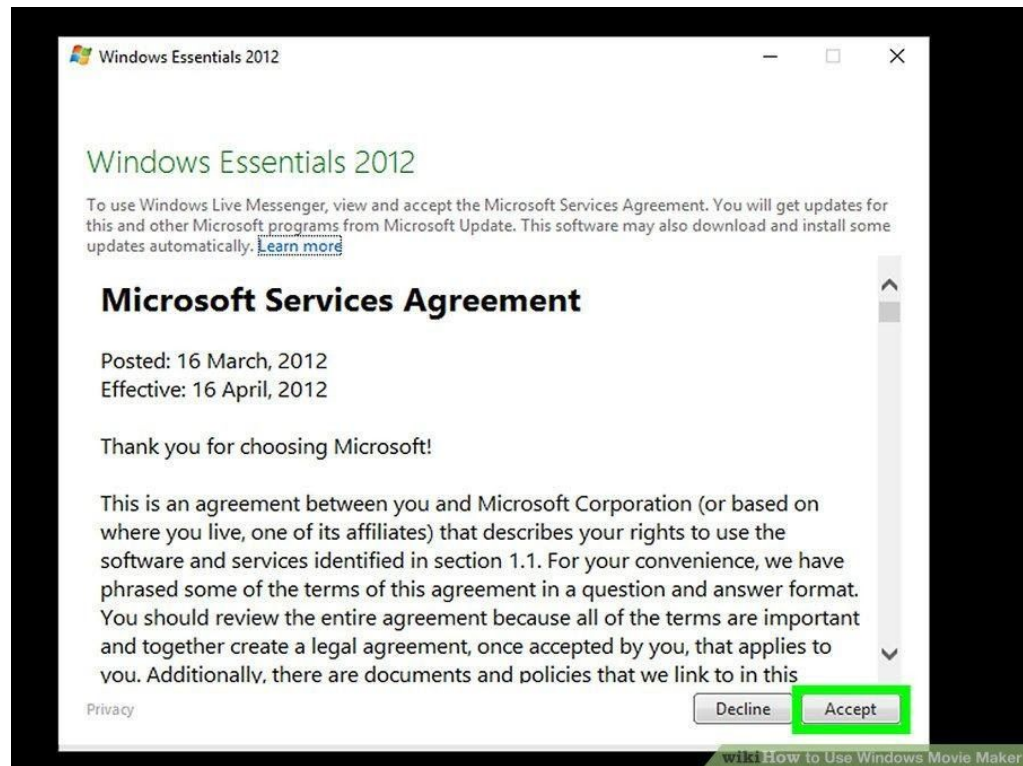 Windows Essentials 2012
Windows Essentials 2012
To use Windows Live Messenger, view and accept the Microsoft Services Agreement. You will get updates for
this and other Microsoft programs from Microsoft Update. This software may also download and install some
updates automatically. Learn more
Microsoft Services Agreement
Posted: 16 March, 2012
Effective: 16 April, 2012
Thank you for choosing Microsoft!
This is an agreement between you and Microsoft Corporation (or based on
where you live, one of its affiliates) that describes your rights to use the
software and services identified in section 1.1. For your convenience, we have
phrased some of the terms of this agreement in a question and answer format.
You should review the entire agreement because all of the terms are important
and together create a legal agreement, once accepted by you, that applies to
you. Additionally, there are documents and policies that we link to in this
Privacy
Decline
Accept
wikiHow to Use Windows Movie Maker